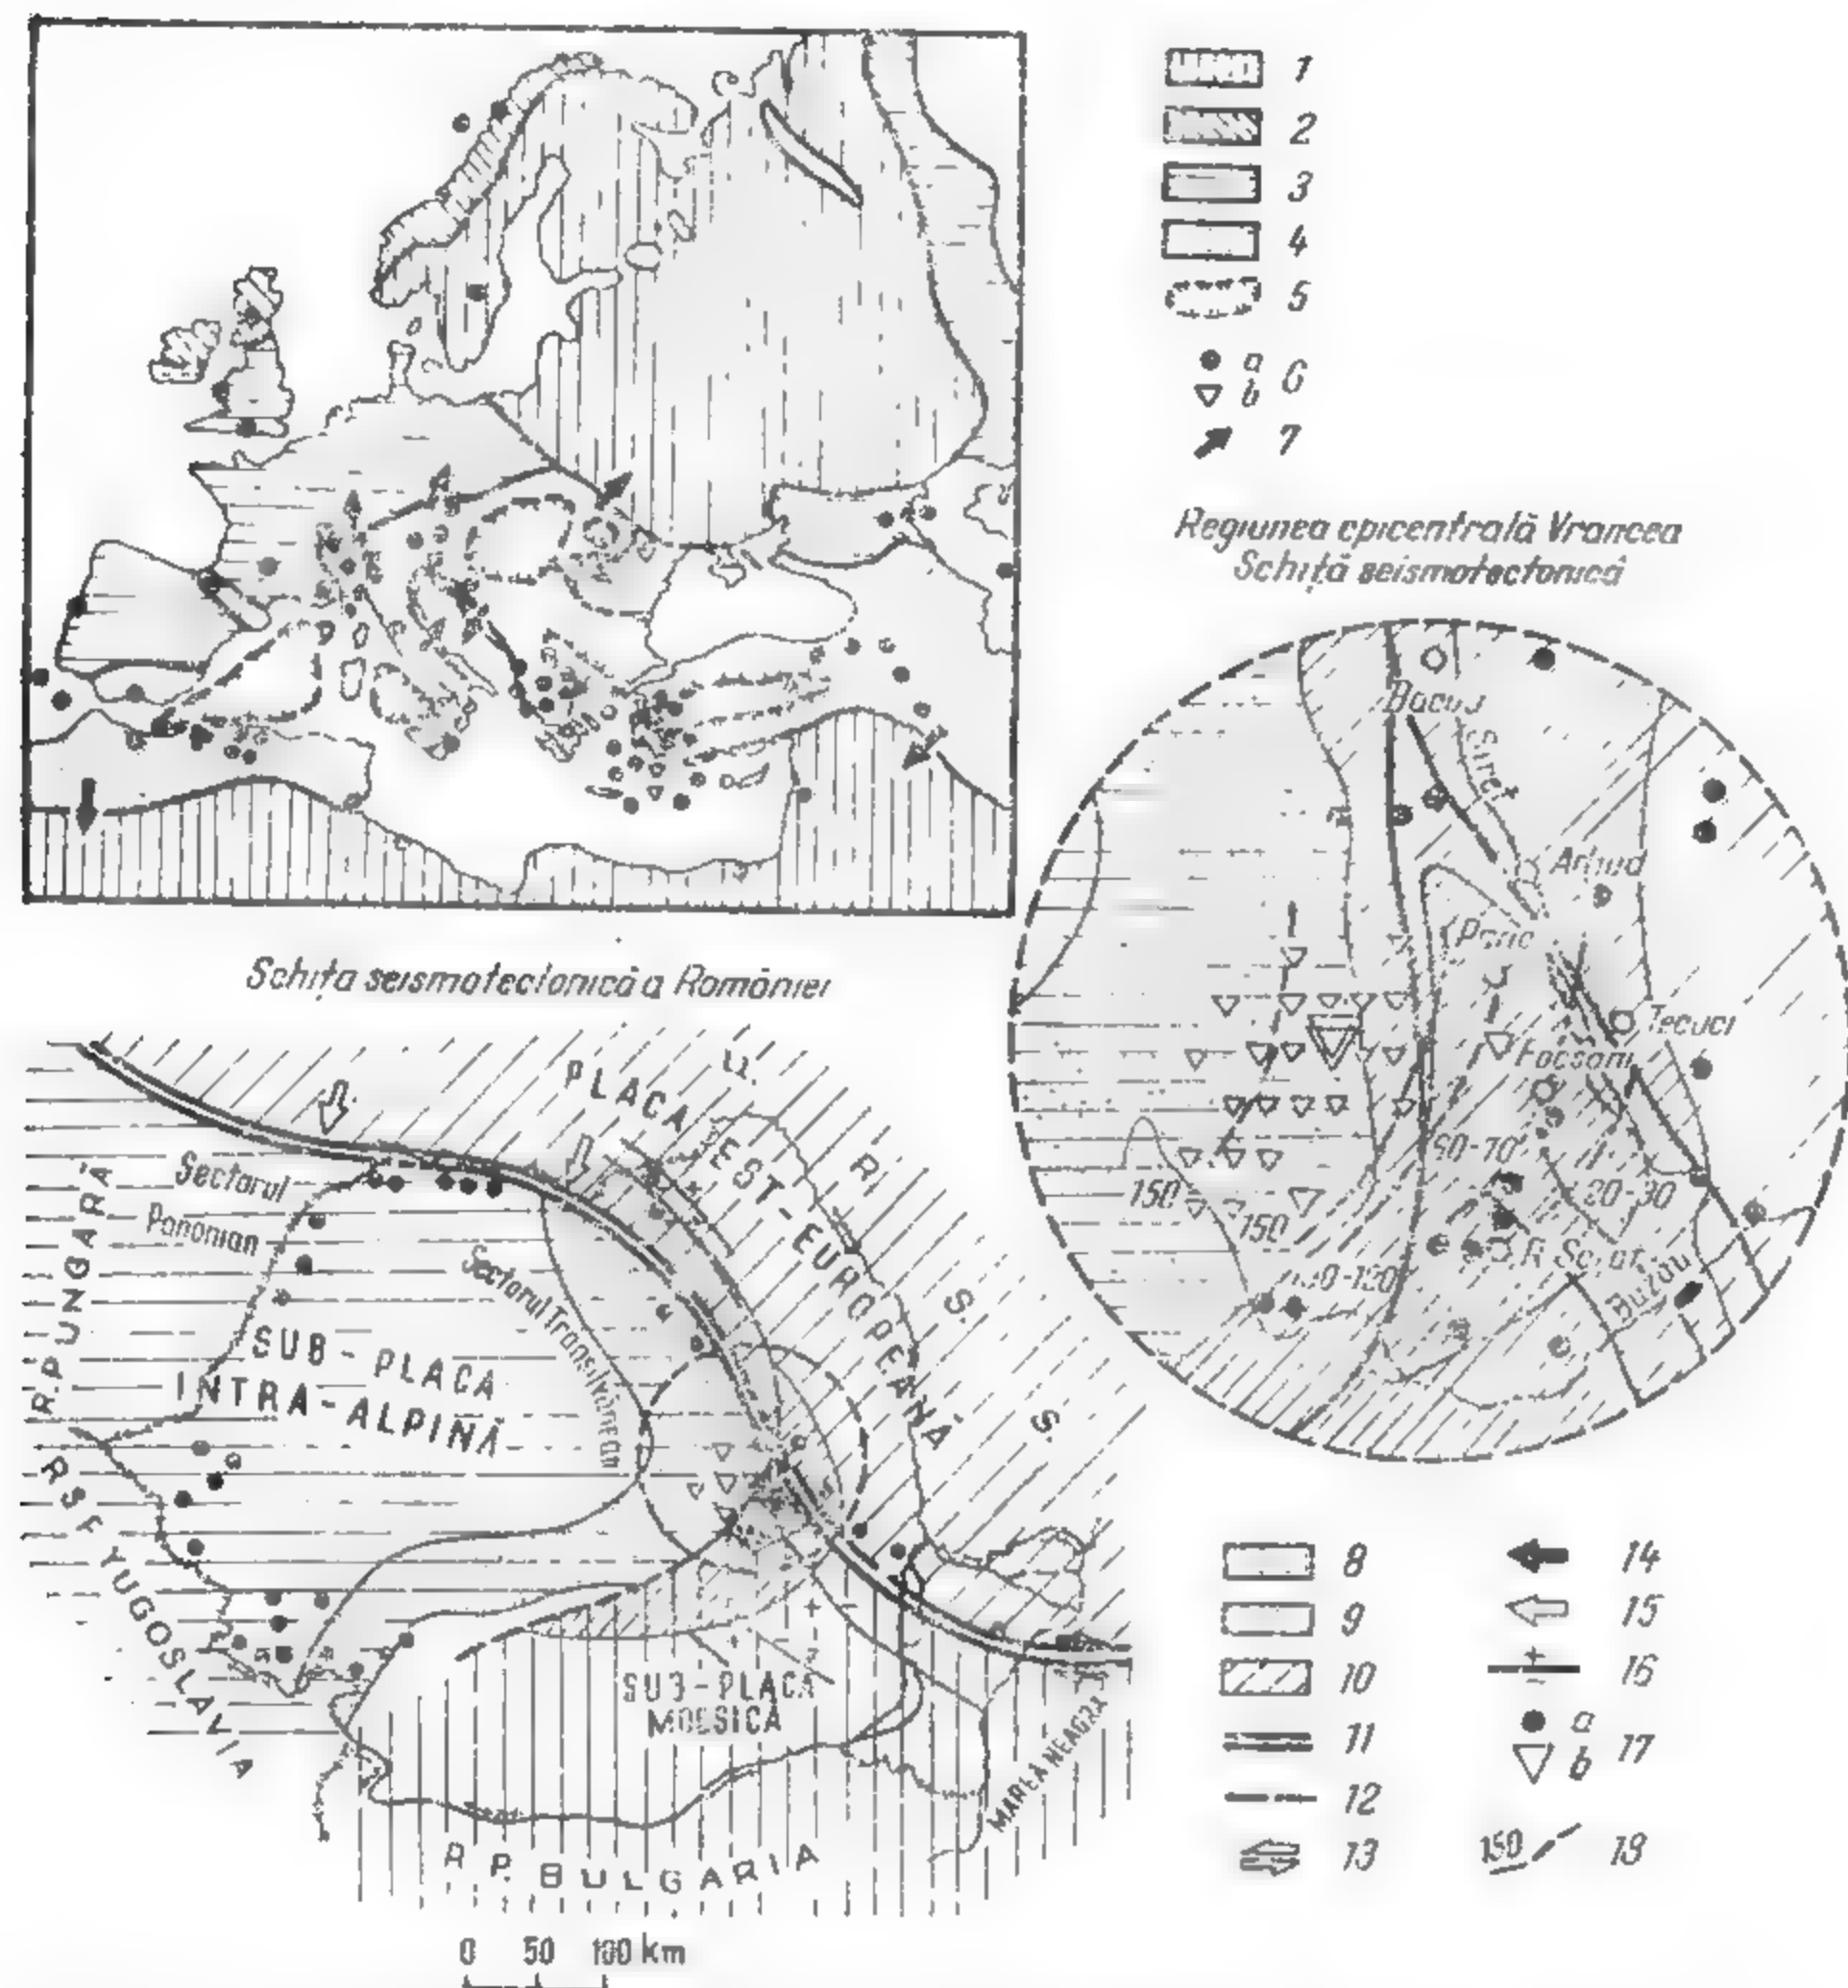 1
2
3
4
5
a
b 6
7
Regiunea epicentrală Vrancea
Schiță seismotectonică
Bacău
Siret
Adjud
Tecuci
Focșani
60-70
20-30
150
150
R. Sărat
Buzău
Schița seismotectonică a României
PLACA EST-EUROPEANĂ
U. R. S. S.
Sectorul
Panonian
Sectorul Transilvănean
R.P. UNGARĂ
SUB-PLACA
INTRA-ALPINĂ
R.S.F. YUGOSLAVIA
SUB-PLACA
MOESICĂ
MAREA NEAGRĂ
R. P. BULGARIA
0 50 100 km
8
9
10
11
12
13
14
15
16
a
b 17
150 18